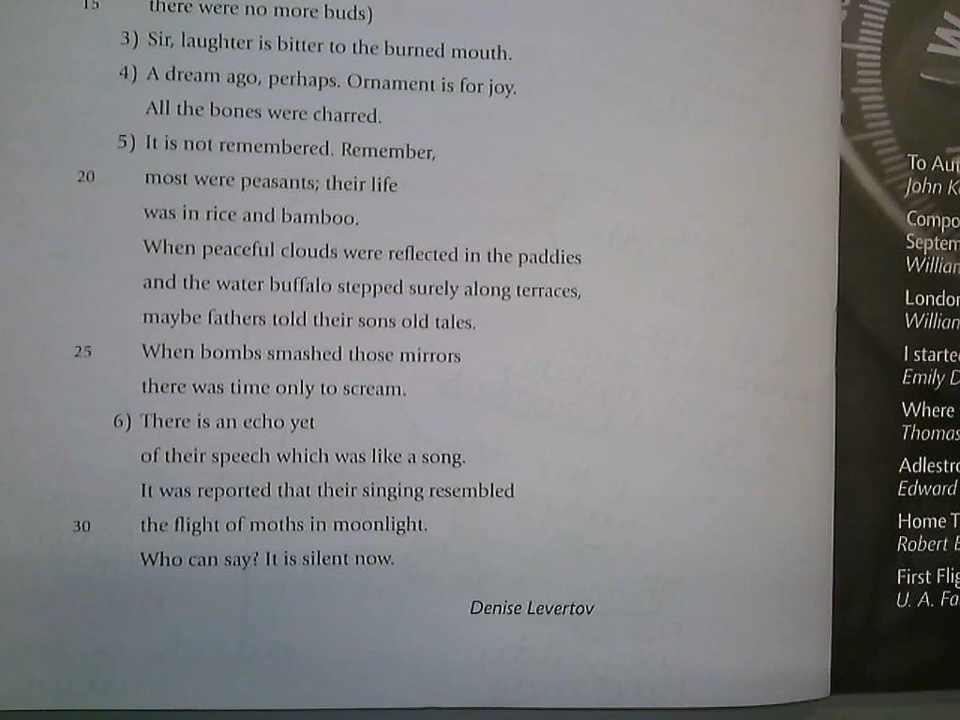 15 there were no more buds)
3) Sir, laughter is bitter to the burned mouth.
4) A dream ago, perhaps. Ornament is for joy.
All the bones were charred.
5) It is not remembered. Remember,
20 most were peasants; their life
was in rice and bamboo.
When peaceful clouds were reflected in the paddies
and the water buffalo stepped surely along terraces,
maybe fathers told their sons old tales.
25 When bombs smashed those mirrors
there was time only to scream.
6) There is an echo yet
of their speech which was like a song.
It was reported that their singing resembled
30 the flight of moths in moonlight.
Who can say? It is silent now.
Denise Levertov
W
To Au
John K
Compo
Septem
William
London
William
I starte
Emily D
Where
Thomas
Adlestro
Edward
Home T
Robert B
First Flig
U. A. Fa